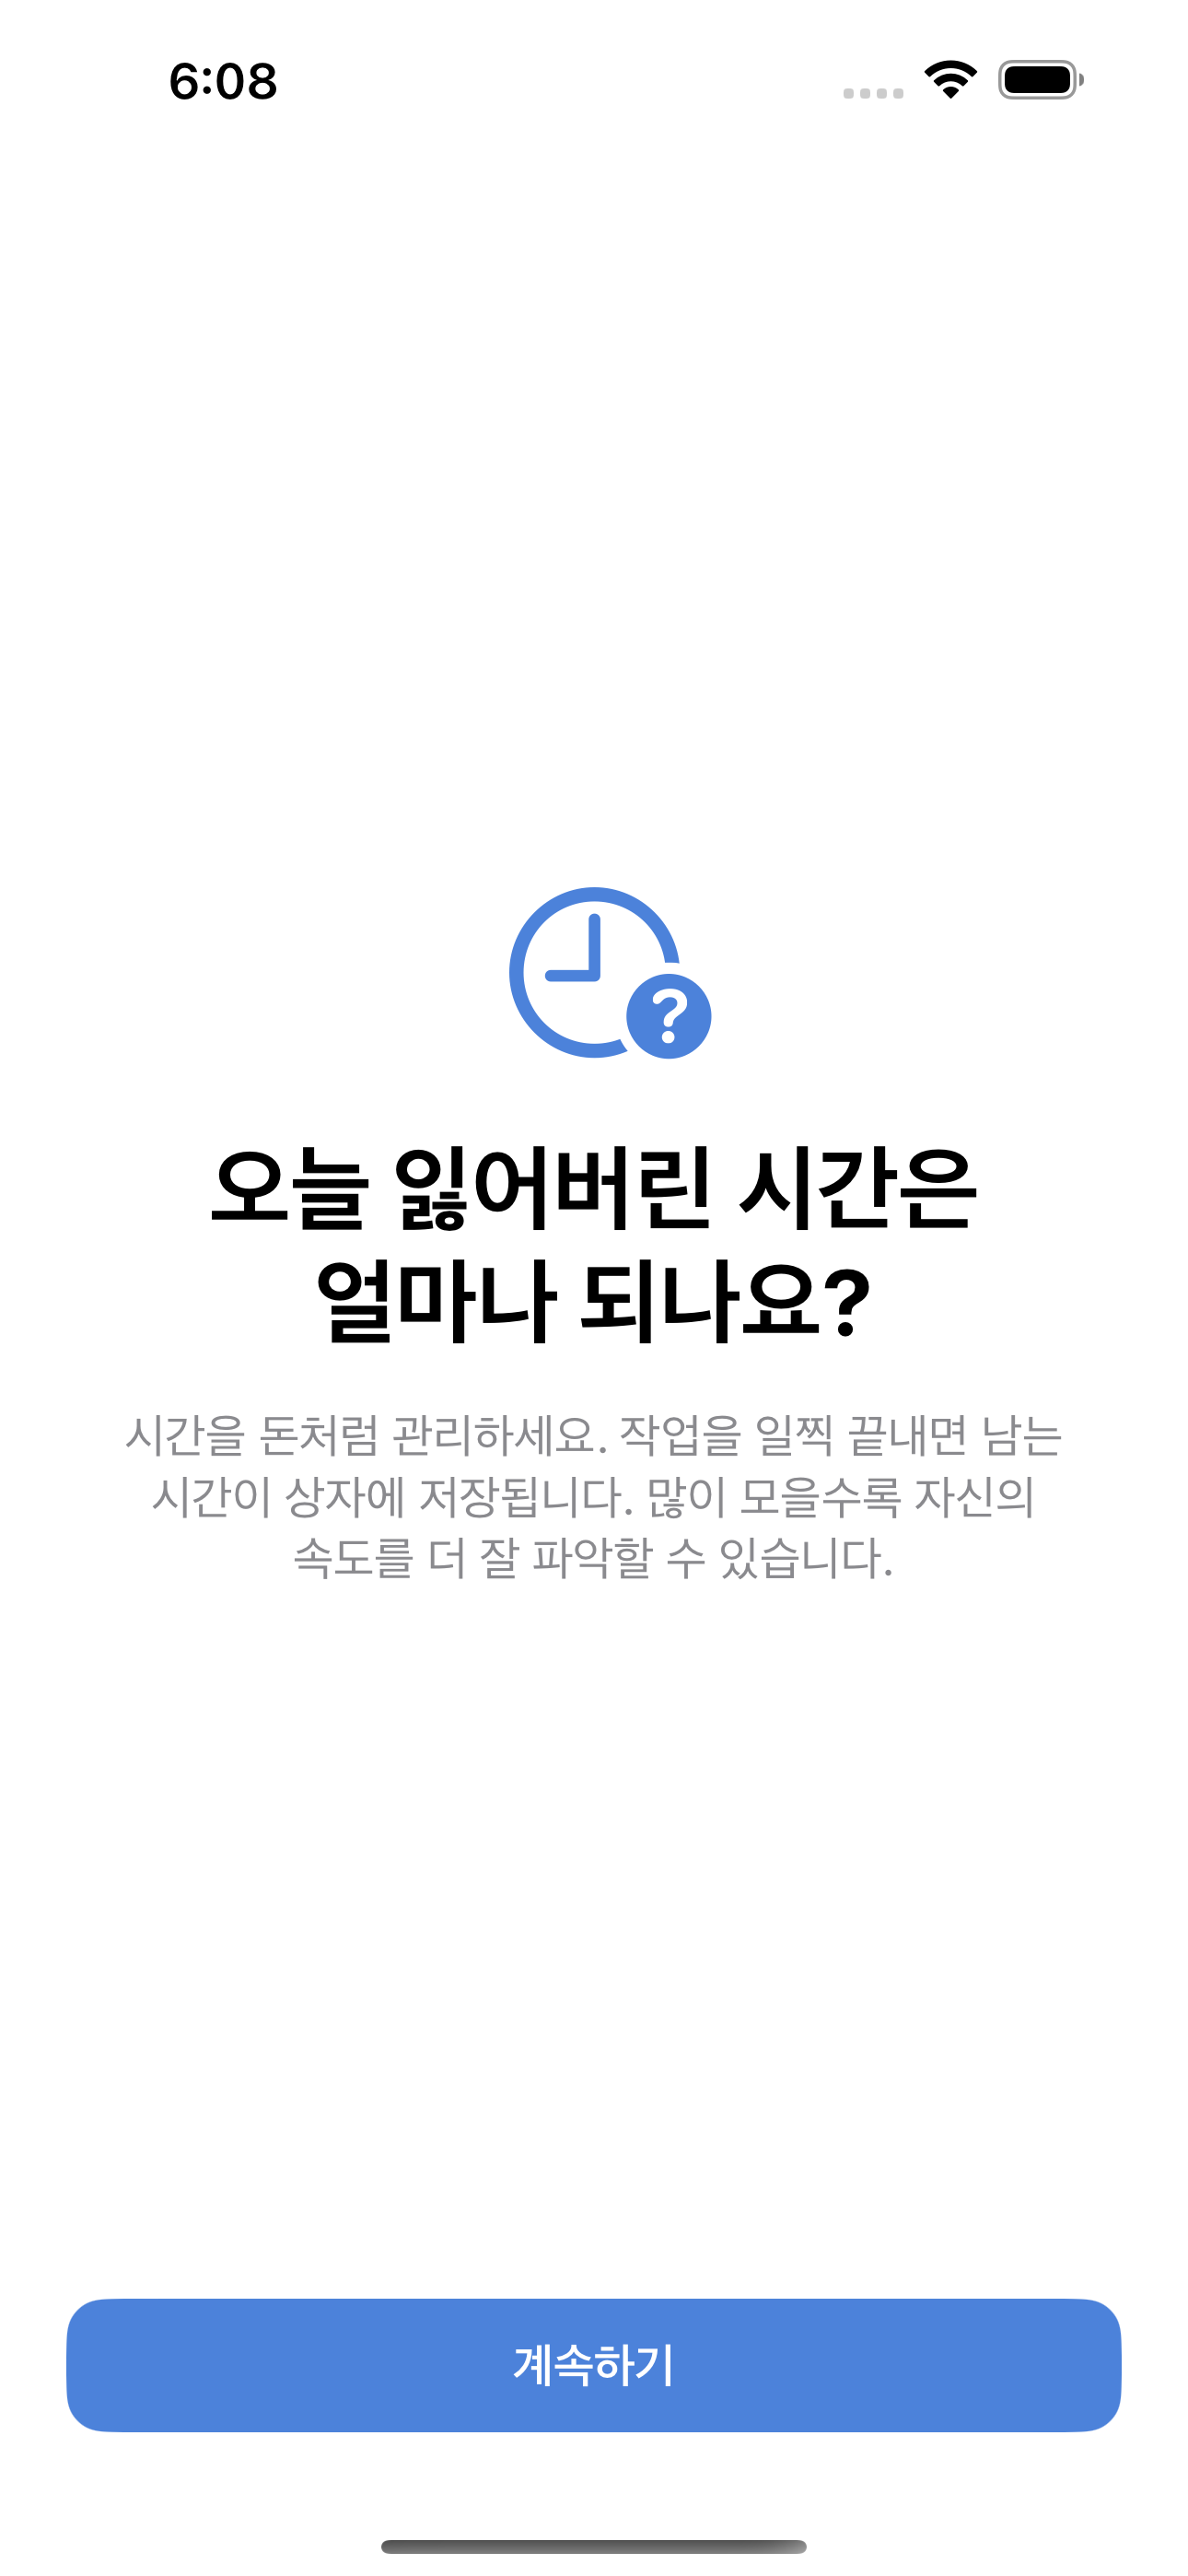 6:08
?
오늘 잃어버린 시간은
얼마나 되나요?
시간을 돈처럼 관리하세요. 작업을 일찍 끝내면 남는
시간이 상자에 저장됩니다. 많이 모을수록 자신의
속도를 더 잘 파악할 수 있습니다.
계속하기